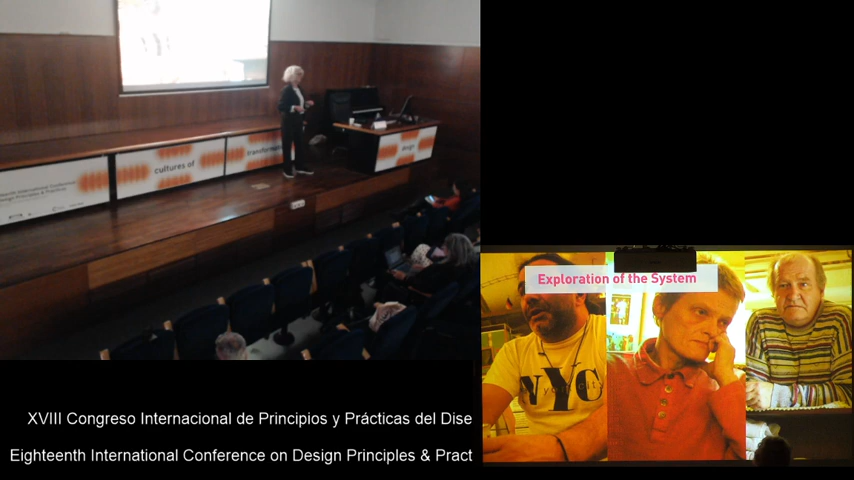 cultures of
design
Exploration of the System
NYC
XVIII Congreso Internacional de Principios y Prácticas del Dise
Eighteenth International Conference on Design Principles & Pract